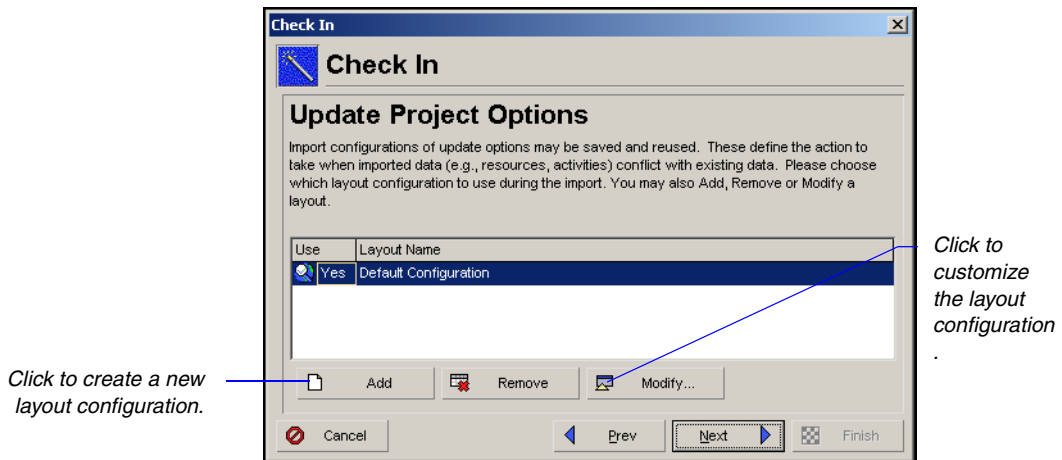 Check In
Check In
Update Project Options
Import configurations of update options may be saved and reused. These define the action to
take when imported data (e.g., resources, activities) conflict with existing data. Please choose
which layout configuration to use during the import. You may also Add, Remove or Modify a
layout.
Use Layout Name
Yes Default Configuration
Add Remove Modify...
Cancel Prev Next Finish
Click to create a new
layout configuration.
Click to
customize
the layout
configuration
.